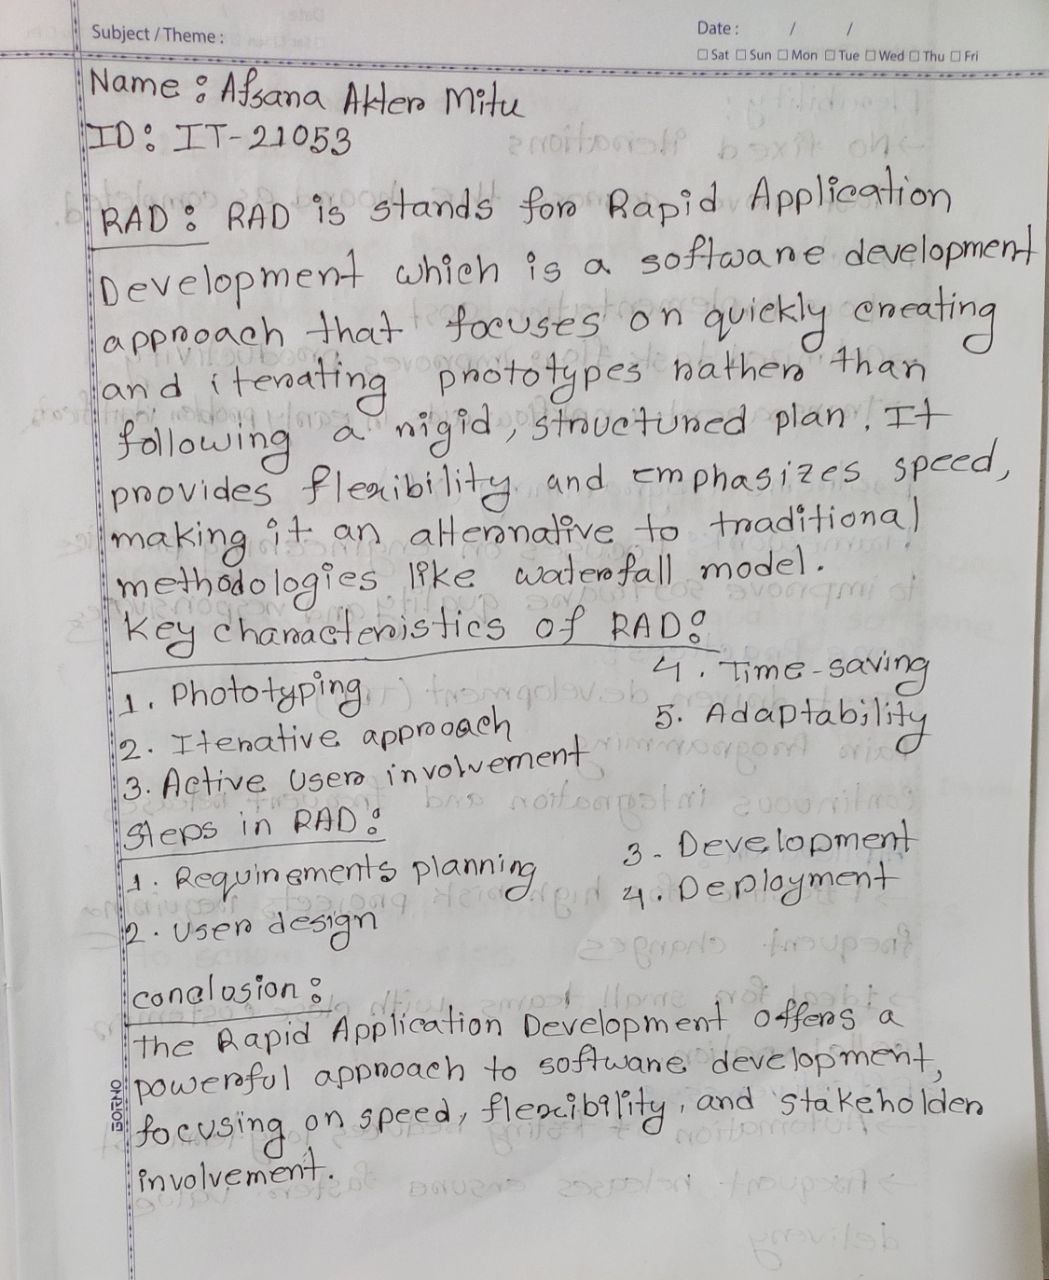 Subject / Theme :
Date : / /
Sat Sun Mon Tue Wed Thu Fri
Name : Afsana Akter Mitu
ID: IT-21053
RAD: RAD is stands for Rapid Application
Development which is a software development
approach that focuses on quickly creating
and iterating prototypes rather than
following a rigid, structured plan. It
provides flexibility and emphasizes speed,
making it an alternative to traditional
methodologies like waterfall model.
Key characteristics of RAD:
1. Phototyping
2. Iterative approoach
3. Active User involvement
4. Time-saving
5. Adaptability
Steps in RAD:
1. Requirements planning
2. User design
3. Development
4. Deployment
conclusion:
The Rapid Application Development offers a
powerful approach to software development,
focusing on speed, flexibility, and stakeholder
involvement.
BORNO